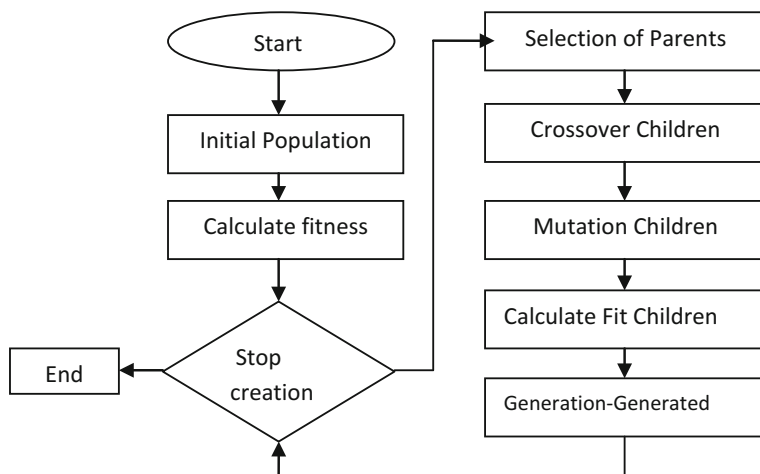 Start
Initial Population
Calculate fitness
Stop
creation
End
Selection of Parents
Crossover Children
Mutation Children
Calculate Fit Children
Generation-Generated